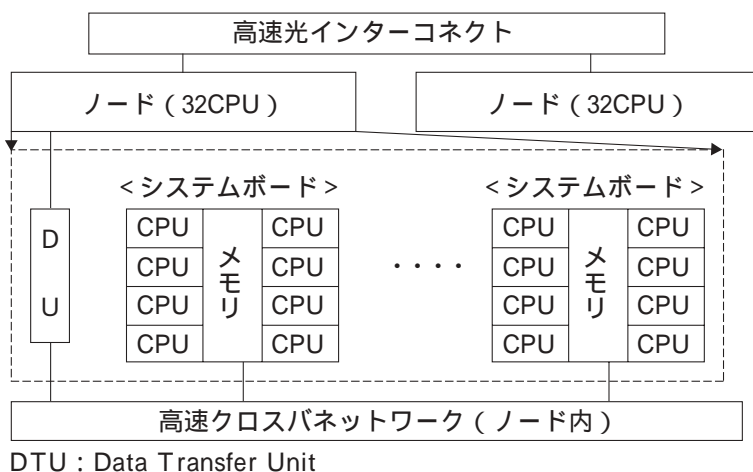 高速光インターコネクト
ノード（32CPU）
ノード（32CPU）
<システムボード>
<システムボード>
D
U
CPU
CPU
CPU
CPU
メモリ
CPU
CPU
CPU
CPU
・・・・
CPU
CPU
CPU
CPU
メモリ
CPU
CPU
CPU
CPU
高速クロスバネットワーク（ノード内）
DTU：Data Transfer Unit